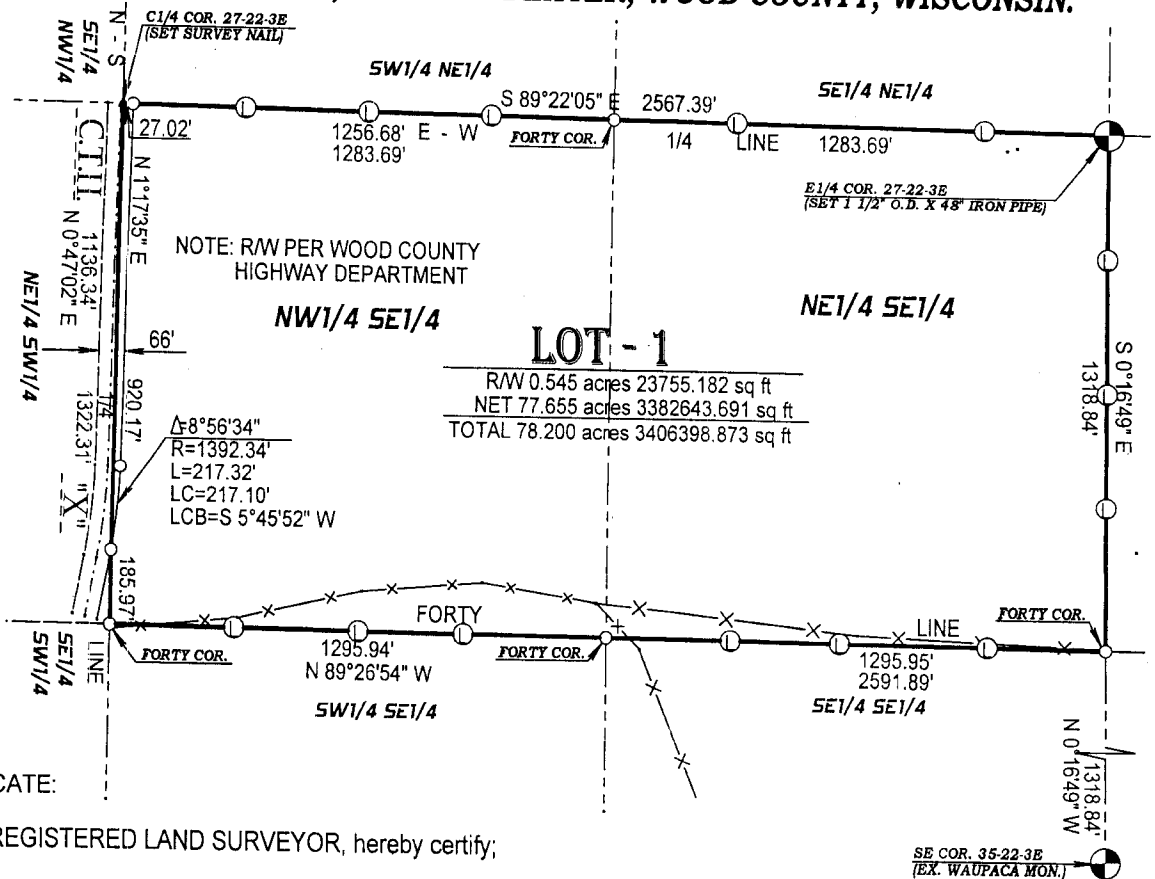 WOOD COUNTY, WISCONSIN.
C1/4 COR. 27-22-3E
(SET SURVEY NAIL)
N - S
SE1/4
NW1/4
SW1/4 NE1/4
SE1/4 NE1/4
S 89°22'05" E
2567.39'
27.02'
1256.68'
E - W
1283.69'
FORTY COR.
1/4
LINE
1283.69'
E1/4 COR. 27-22-3E
(SET 1 1/2" O.D. X 48" IRON PIPE)
C.T.H.
N 1°17'35" E
1136.34'
N 0°47'02" E
NOTE: R/W PER WOOD COUNTY
HIGHWAY DEPARTMENT
NW1/4 SE1/4
NE1/4 SE1/4
NE1/4 SW1/4
66'
LOT - 1
R/W 0.545 acres 23755.182 sq ft
NET 77.655 acres 3382643.691 sq ft
TOTAL 78.200 acres 3406398.873 sq ft
S 0°16'49" E
1318.84'
920.17'
1/4
1322.31'
"X"
Δ=8°56'34"
R=1392.34'
L=217.32'
LC=217.10'
LCB=S 5°45'52" W
185.97'
FORTY
LINE
FORTY COR.
FORTY COR.
FORTY COR.
1295.94'
N 89°26'54" W
1295.95'
2591.89'
LINE
SE1/4
SW1/4
SW1/4 SE1/4
SE1/4 SE1/4
1318.84'
N 0°16'49" W
CATE:
REGISTERED LAND SURVEYOR, hereby certify;
SE COR. 35-22-3E
(EX. WAUPACA MON.)